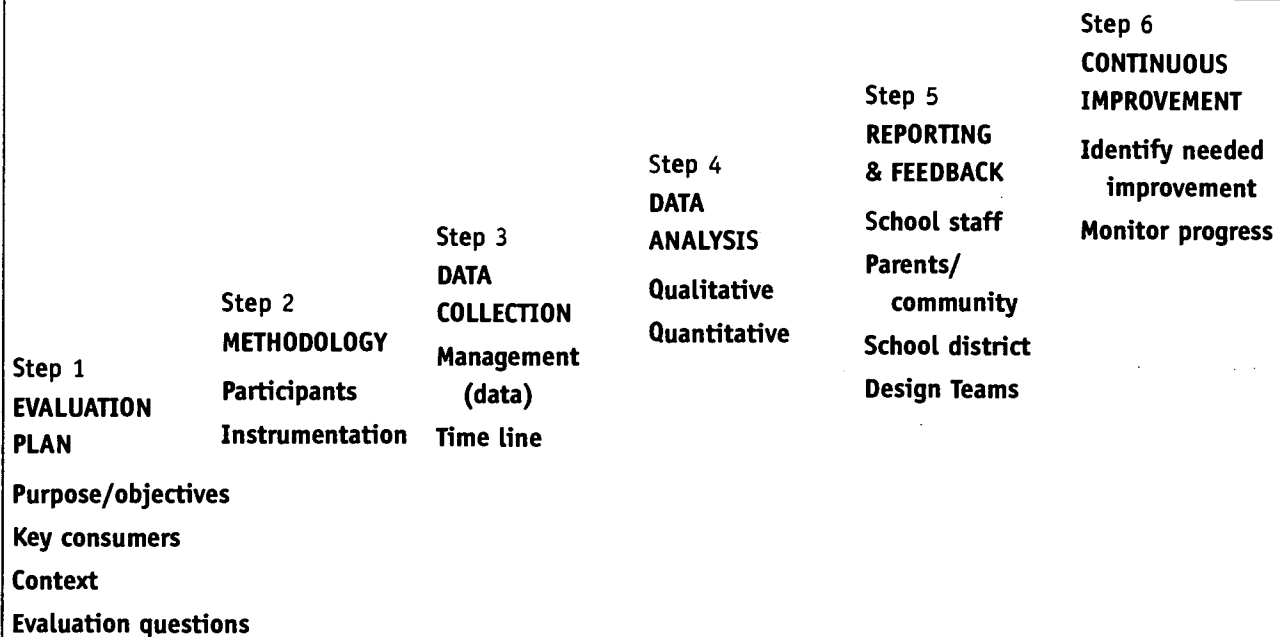 Step 1
EVALUATION
PLAN
Purpose/objectives
Key consumers
Context
Evaluation questions
Step 2
METHODOLOGY
Participants
Instrumentation
Step 3
DATA
COLLECTION
Management
(data)
Time line
Step 4
DATA
ANALYSIS
Qualitative
Quantitative
Step 5
REPORTING
& FEEDBACK
School staff
Parents/
community
School district
Design Teams
Step 6
CONTINUOUS
IMPROVEMENT
Identify needed
improvement
Monitor progress